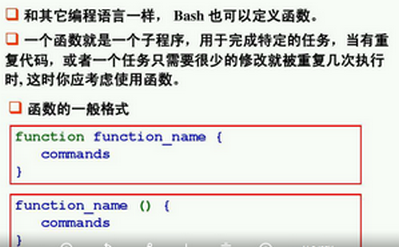 和其它编程语言一样， Bash 也可以定义函数。
一个函数就是一个子程序，用于完成特定的任务，当有重
复代码，或者一个任务只需要很少的修改就被重复几次执行
时, 这时你应考虑使用函数。
函数的一般格式
function function_name {
commands
}
function_name () {
commands
}